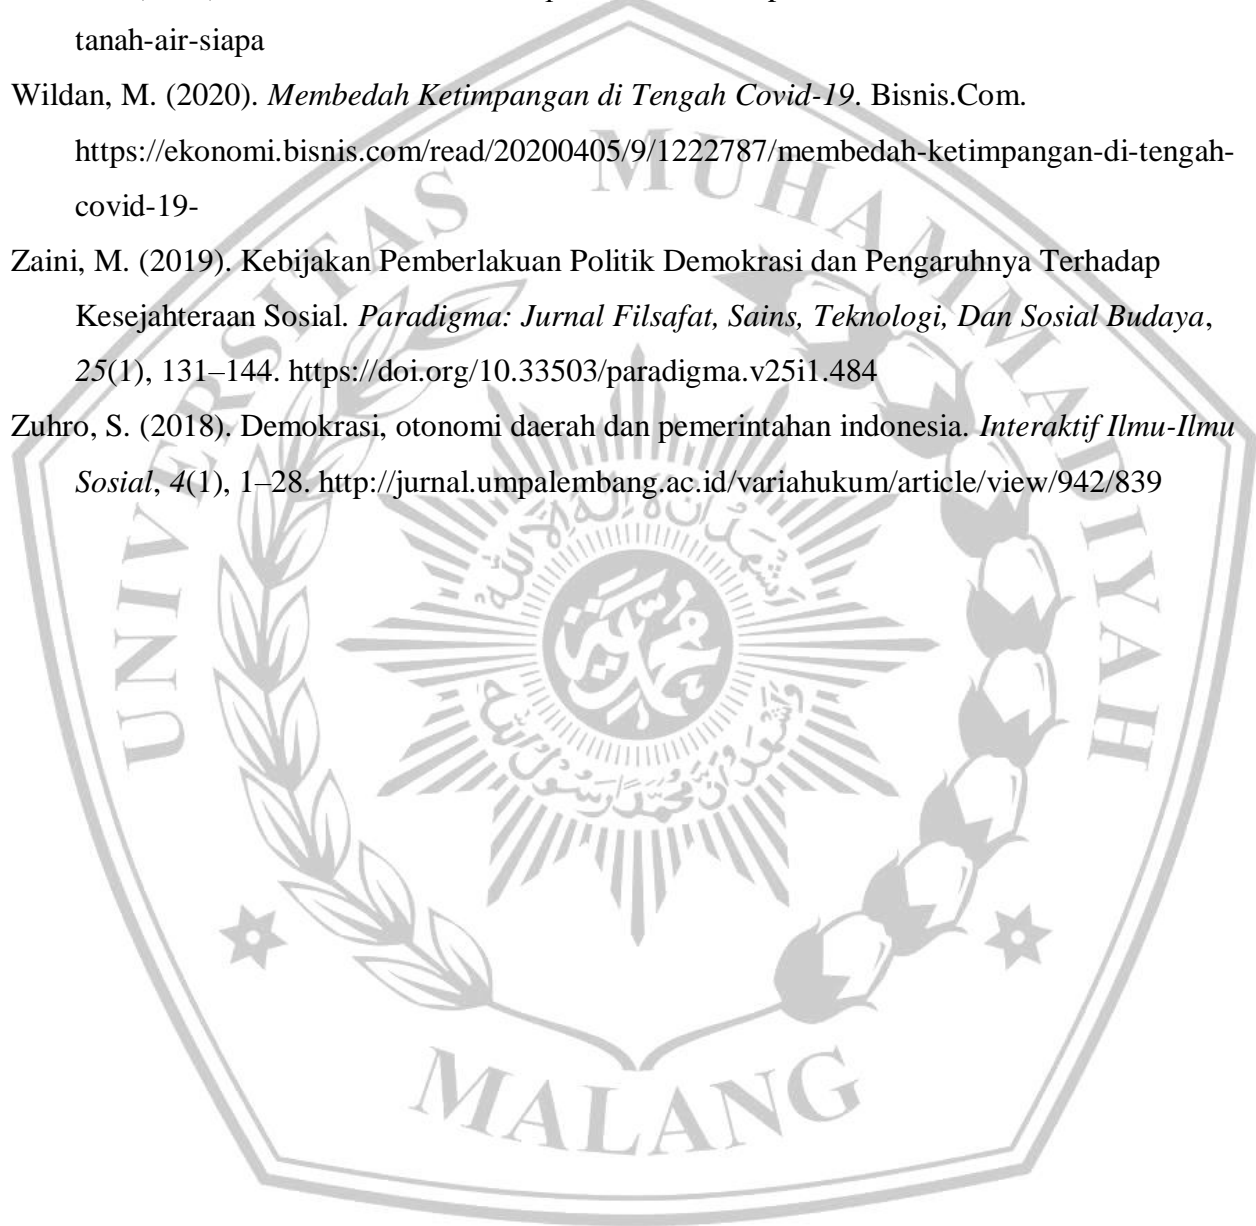 tanah-air-siapa
Wildan, M. (2020). Membedah Ketimpangan di Tengah Covid-19. Bisnis.Com.
https://ekonomi.bisnis.com/read/20200405/9/1222787/membedah-ketimpangan-di-tengah-
covid-19-
Zaini, M. (2019). Kebijakan Pemberlakuan Politik Demokrasi dan Pengaruhnya Terhadap
Kesejahteraan Sosial. Paradigma: Jurnal Filsafat, Sains, Teknologi, Dan Sosial Budaya,
25(1), 131–144. https://doi.org/10.33503/paradigma.v25i1.484
Zuhro, S. (2018). Demokrasi, otonomi daerah dan pemerintahan indonesia. Interaktif Ilmu-Ilmu
Sosial, 4(1), 1–28. http://jurnal.umpalembang.ac.id/variahukum/article/view/942/839
UNIVERSITAS MUHAMMADIYAH
MALANG